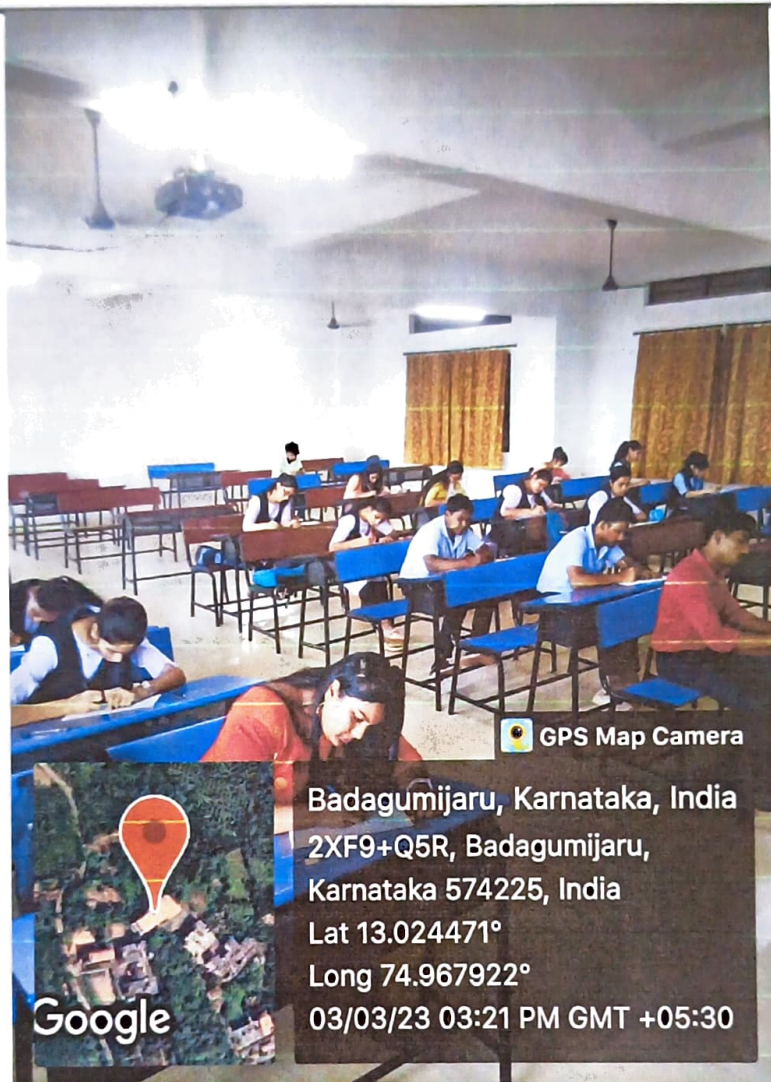 GPS Map Camera
Badagumijaru, Karnataka, India
2XF9+Q5R, Badagumijaru,
Karnataka 574225, India
Lat 13.024471°
Long 74.967922°
03/03/23 03:21 PM GMT +05:30
Google